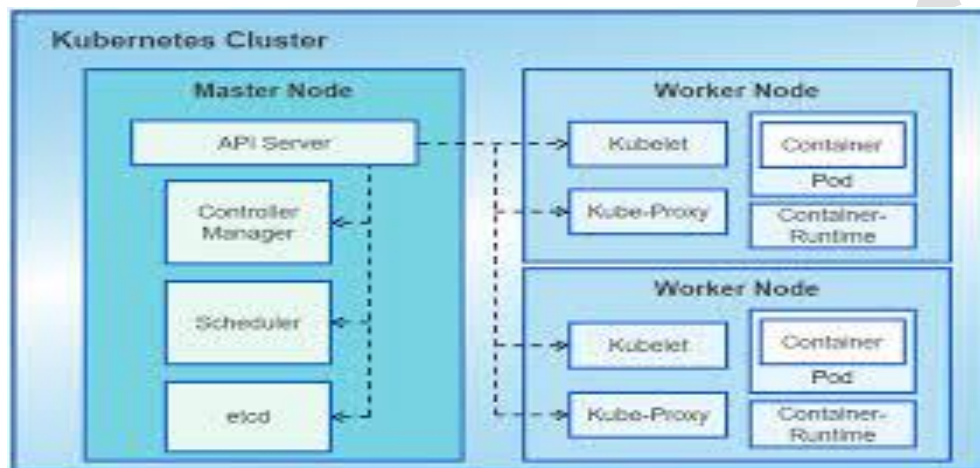 Kubernetes Cluster
Master Node
API Server
Controller
Manager
Scheduler
etcd
Worker Node
Kubelet
Kube-Proxy
Container
Pod
Container-
Runtime
Worker Node
Kubelet
Kube-Proxy
Container
Pod
Container-
Runtime